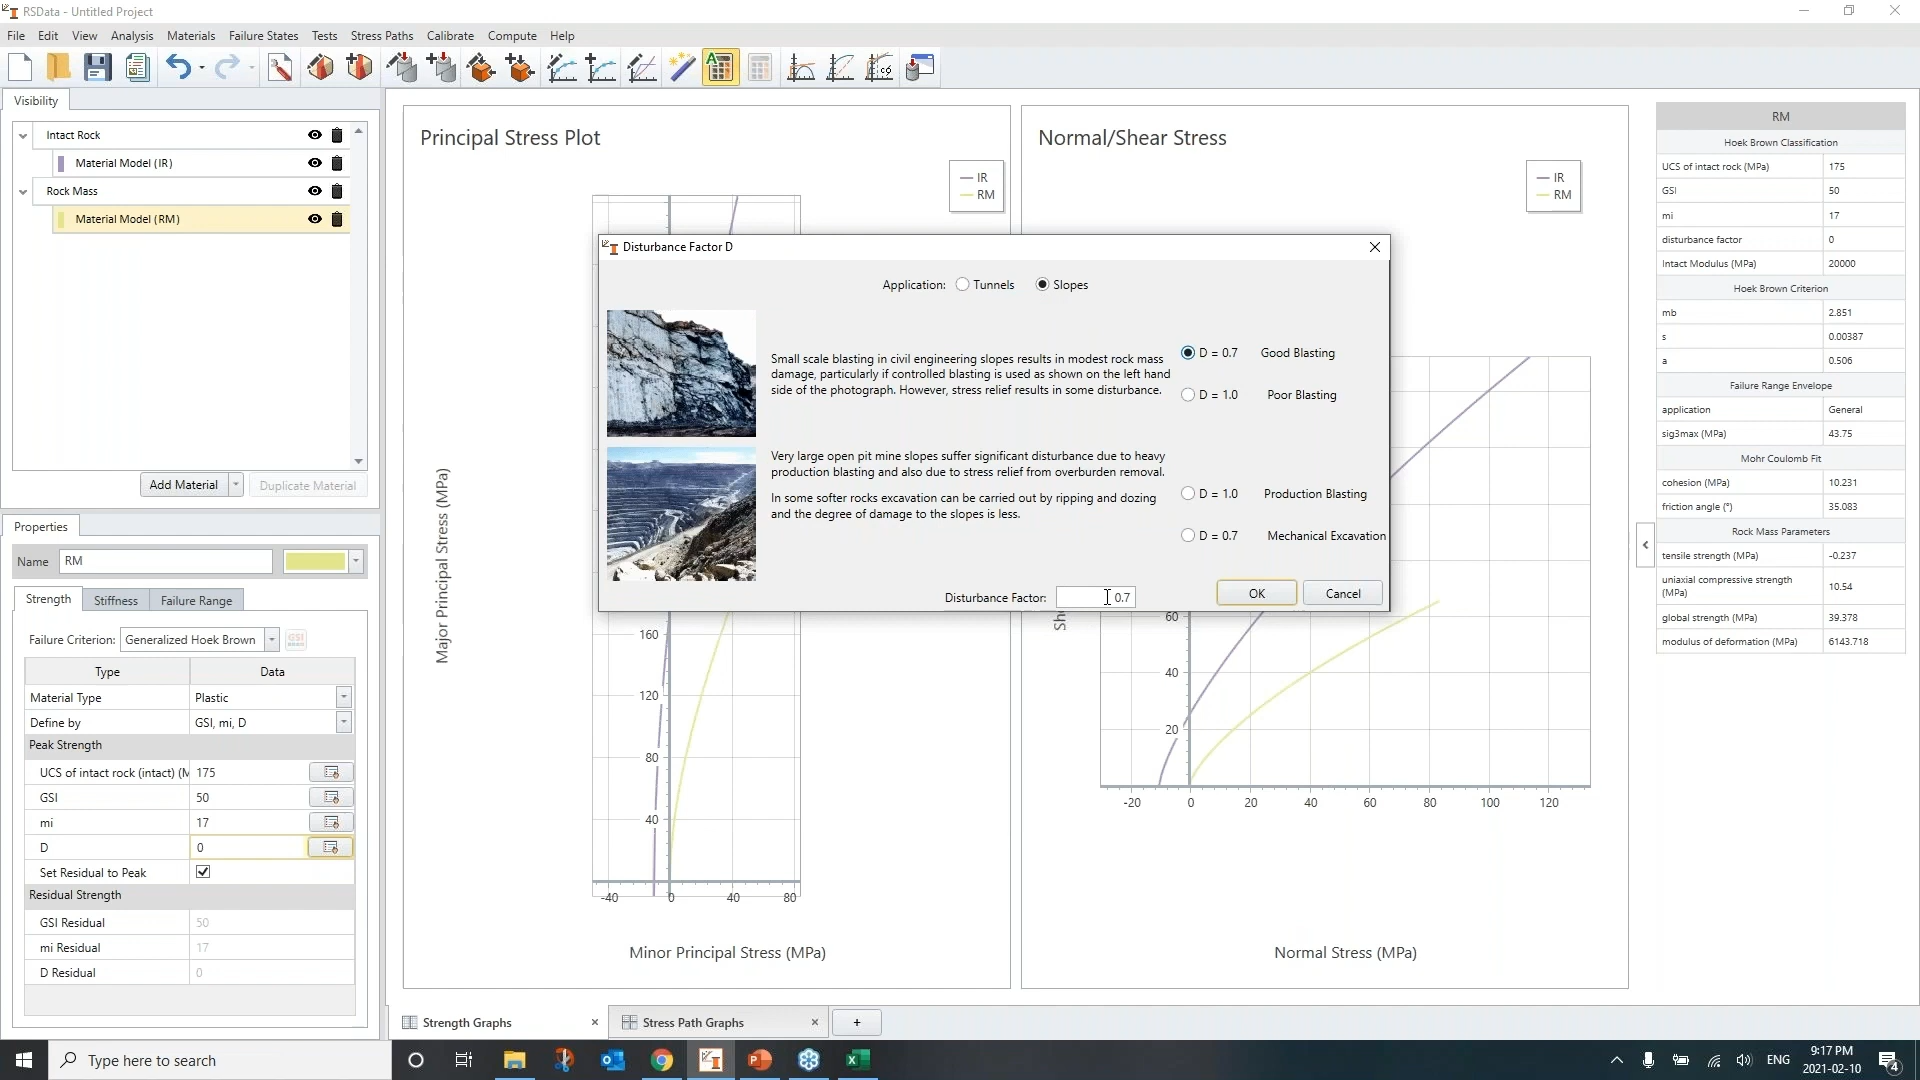 RSData - Untitled Project
File Edit View Analysis Materials Failure States Tests Stress Paths Calibrate Compute Help
Visibility
Intact Rock
Material Model (IR)
Rock Mass
Material Model (RM)
Add Material
Duplicate Material
Properties
Name RM
Strength Stiffness Failure Range
Failure Criterion: Generalized Hoek Brown GSI
Type Data
Material Type Plastic
Define by GSI, mi, D
Peak Strength
UCS of intact rock (intact) (M 175
GSI 50
mi 17
D 0
Set Residual to Peak
Residual Strength
GSI Residual 50
mi Residual 17
D Residual 0
Principal Stress Plot
IR
RM
Major Principal Stress (MPa)
160
120
80
40
-40 0 40 80
Minor Principal Stress (MPa)
Normal/Shear Stress
IR
RM
She
60
40
20
-20 0 20 40 60 80 100 120
Normal Stress (MPa)
Disturbance Factor D
Application: Tunnels Slopes
Small scale blasting in civil engineering slopes results in modest rock mass
damage, particularly if controlled blasting is used as shown on the left hand
side of the photograph. However, stress relief results in some disturbance.
D = 0.7 Good Blasting
D = 1.0 Poor Blasting
Very large open pit mine slopes suffer significant disturbance due to heavy
production blasting and also due to stress relief from overburden removal.
In some softer rocks excavation can be carried out by ripping and dozing
and the degree of damage to the slopes is less.
D = 1.0 Production Blasting
D = 0.7 Mechanical Excavation
Disturbance Factor: 0.7
OK Cancel
RM
Hoek Brown Classification
UCS of intact rock (MPa) 175
GSI 50
mi 17
disturbance factor 0
Intact Modulus (MPa) 20000
Hoek Brown Criterion
mb 2.851
s 0.00387
a 0.506
Failure Range Envelope
application General
sig3max (MPa) 43.75
Mohr Coulomb Fit
cohesion (MPa) 10.231
friction angle (°) 35.083
Rock Mass Parameters
tensile strength (MPa) -0.237
uniaxial compressive strength
(MPa) 10.54
global strength (MPa) 39.378
modulus of deformation (MPa) 6143.718
Strength Graphs
Stress Path Graphs
Type here to search
ENG
9:17 PM
2021-02-10
4